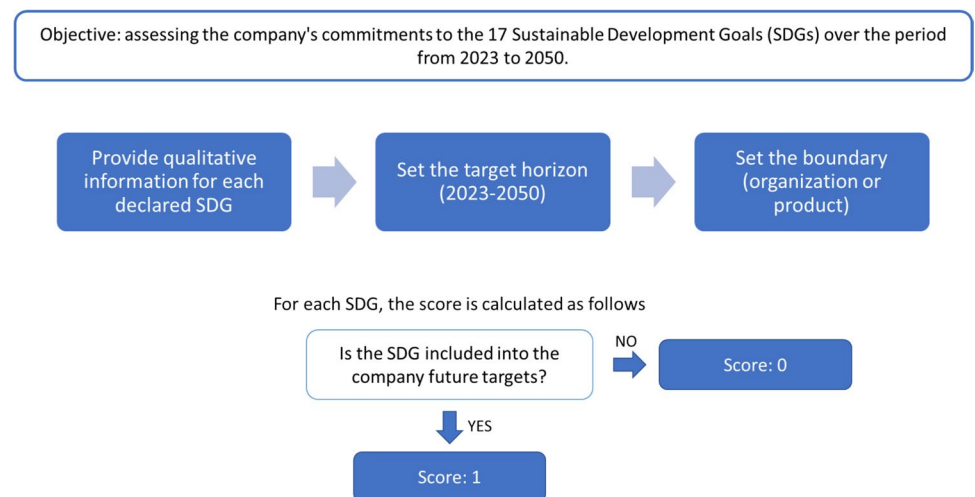 Objective: assessing the company's commitments to the 17 Sustainable Development Goals (SDGs) over the period
from 2023 to 2050.
Provide qualitative
information for each
declared SDG
Set the target horizon
(2023-2050)
Set the boundary
(organization or
product)
For each SDG, the score is calculated as follows
Is the SDG included into the
company future targets?
NO
Score: 0
YES
Score: 1